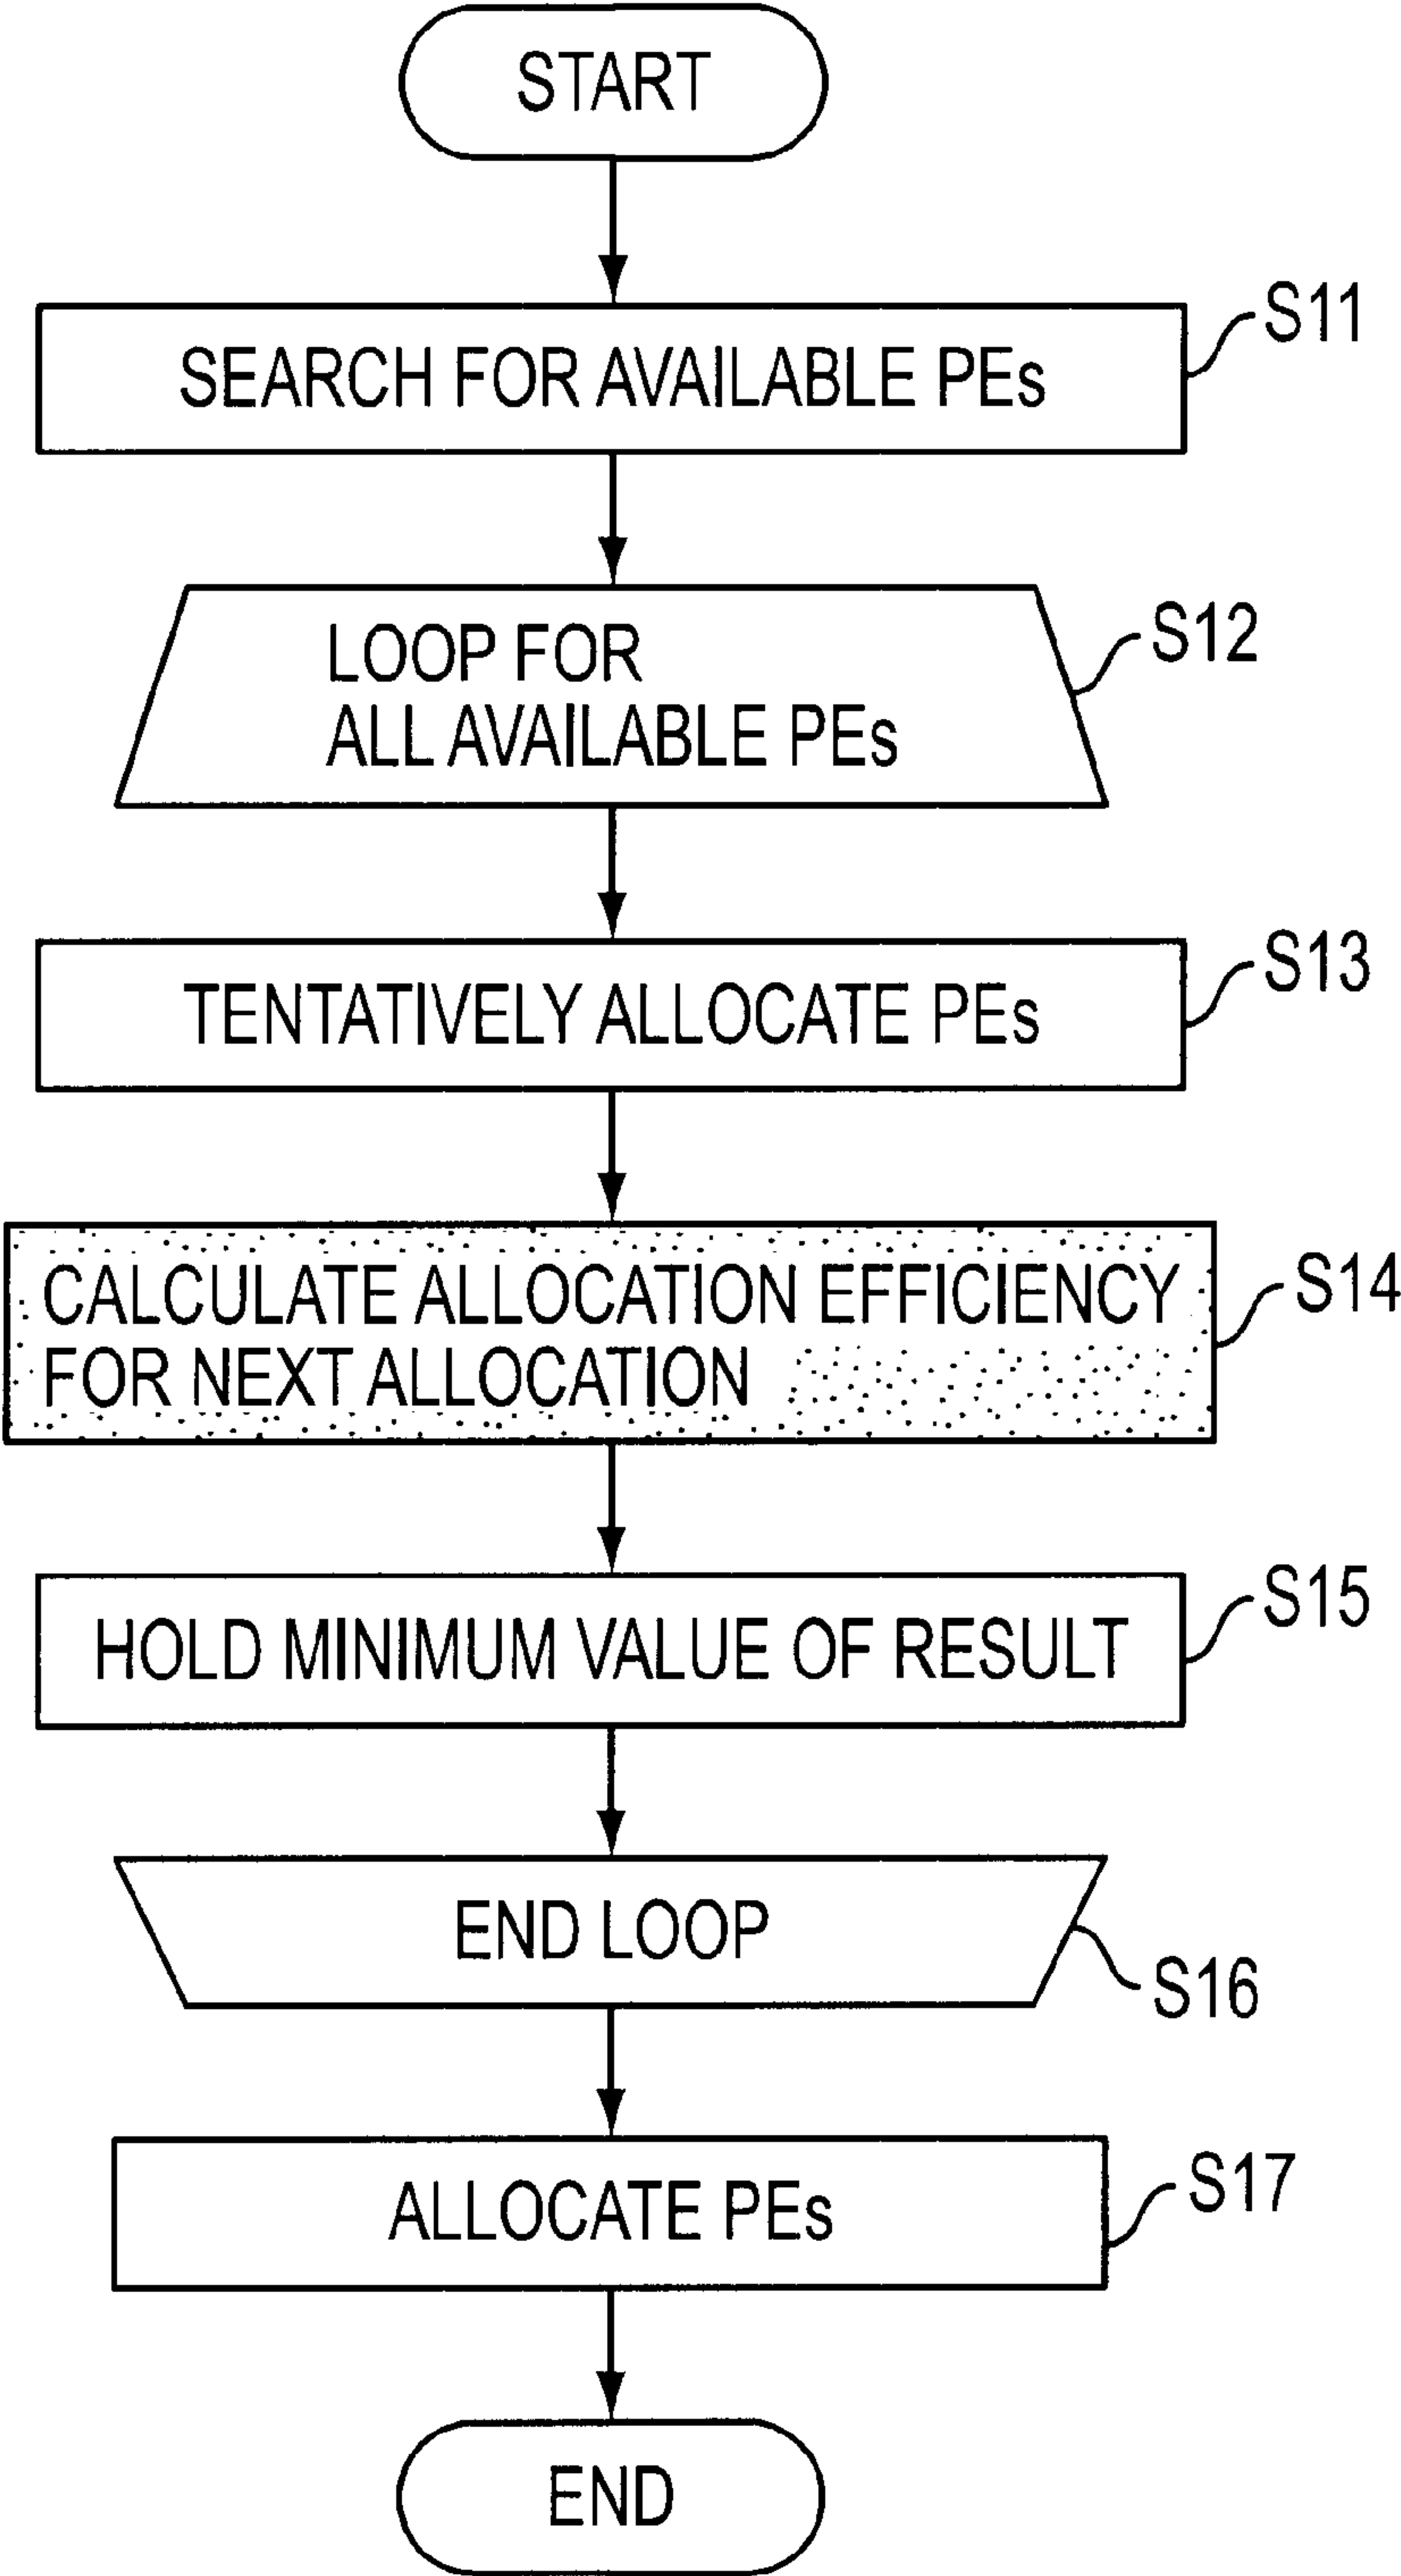 START
S11
SEARCH FOR AVAILABLE PEs
S12
LOOP FOR
ALL AVAILABLE PEs
S13
TENTATIVELY ALLOCATE PEs
S14
CALCULATE ALLOCATION EFFICIENCY
FOR NEXT ALLOCATION
S15
HOLD MINIMUM VALUE OF RESULT
END LOOP
S16
S17
ALLOCATE PEs
END